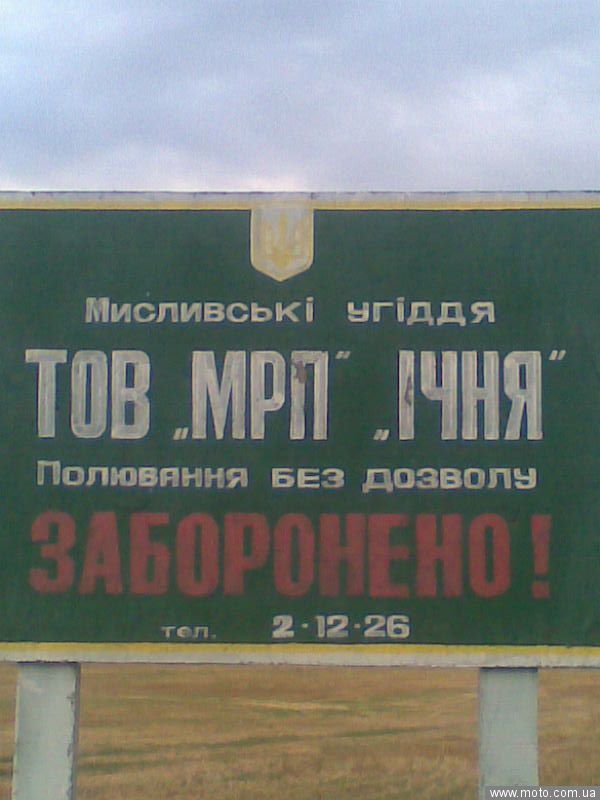 Мисливські угіддя
ТОВ „МРП" „ІЧНЯ"
Полювання без дозволу
ЗАБОРОНЕНО!
тел. 2-12-26
www.moto.com.ua